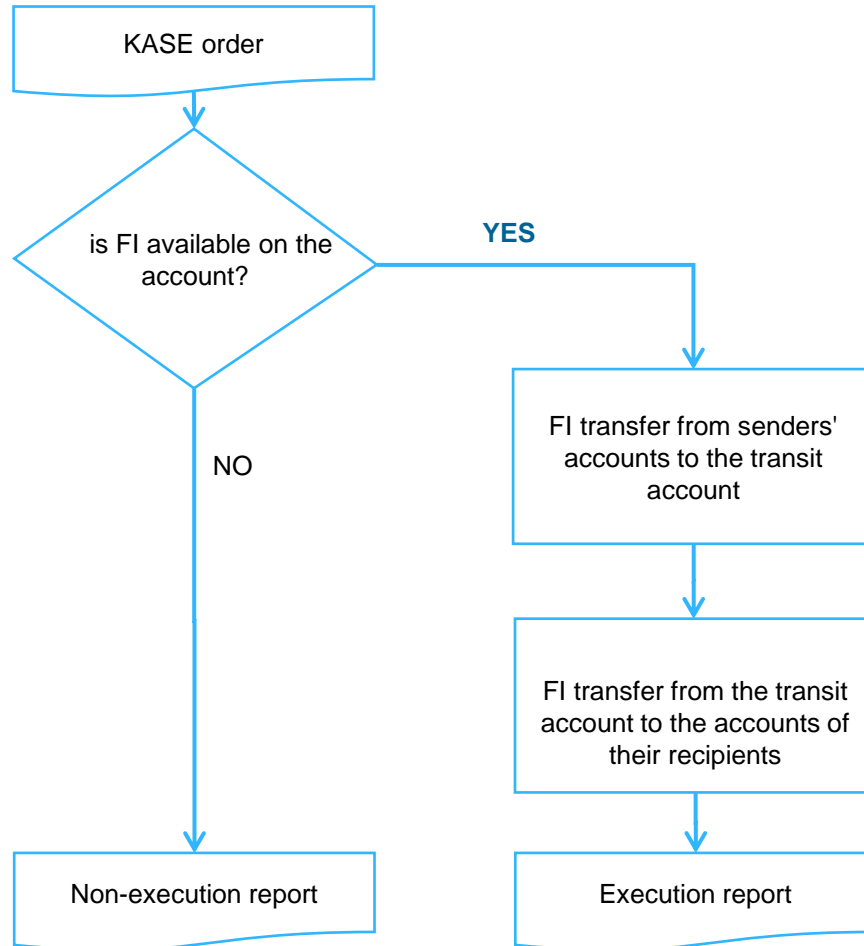 KASE order
is FI available on the
account?
YES
NO
FI transfer from senders'
accounts to the transit
account
FI transfer from the transit
account to the accounts of
their recipients
Non-execution report
Execution report